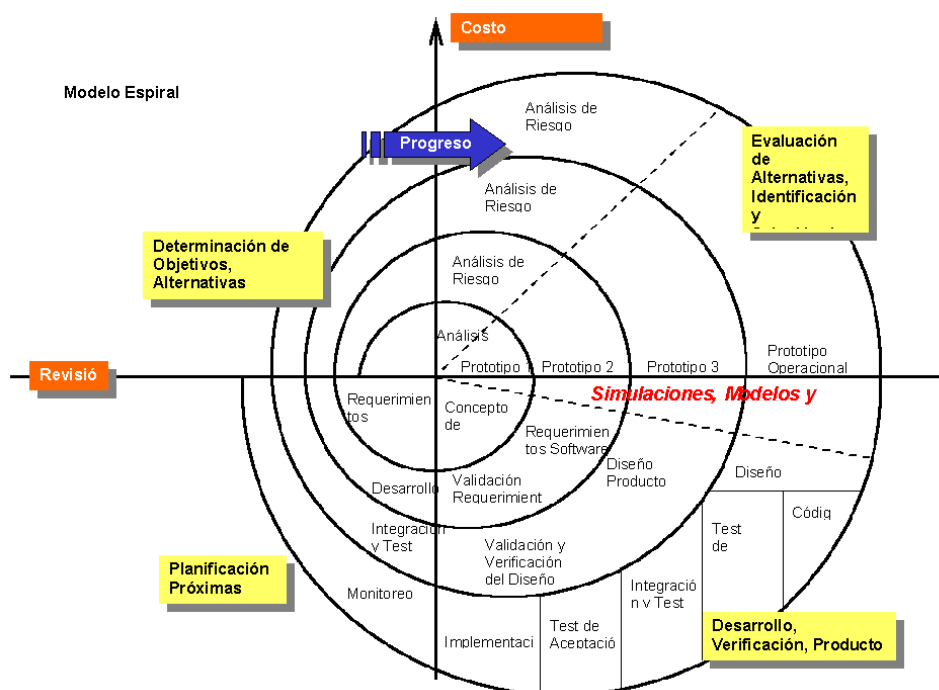 Costo
Modelo Espiral
Análisis de
Riesgo
Progreso
Evaluación
de
Alternativas,
Identificación
y
Análisis de
Riesgo
Determinación de
Objetivos,
Alternativas
Análisis de
Riesgo
Análisis
Prototipo 1
Prototipo 2
Prototipo 3
Prototipo
Operacional
Revisió
Simulaciones, Modelos y
Requerimien
tos
Concepto
de
Requerimien
tos Software
Diseño
Producto
Diseño
Desarrollo
Validación
Requerimient
Códig
Test
de
Integración
y Test
Validación y
Verificación
del Diseño
Planificación
Próximas
Monitoreo
Integració
n y Test
Implementaci
Test de
Aceptació
Desarrollo,
Verificación, Producto